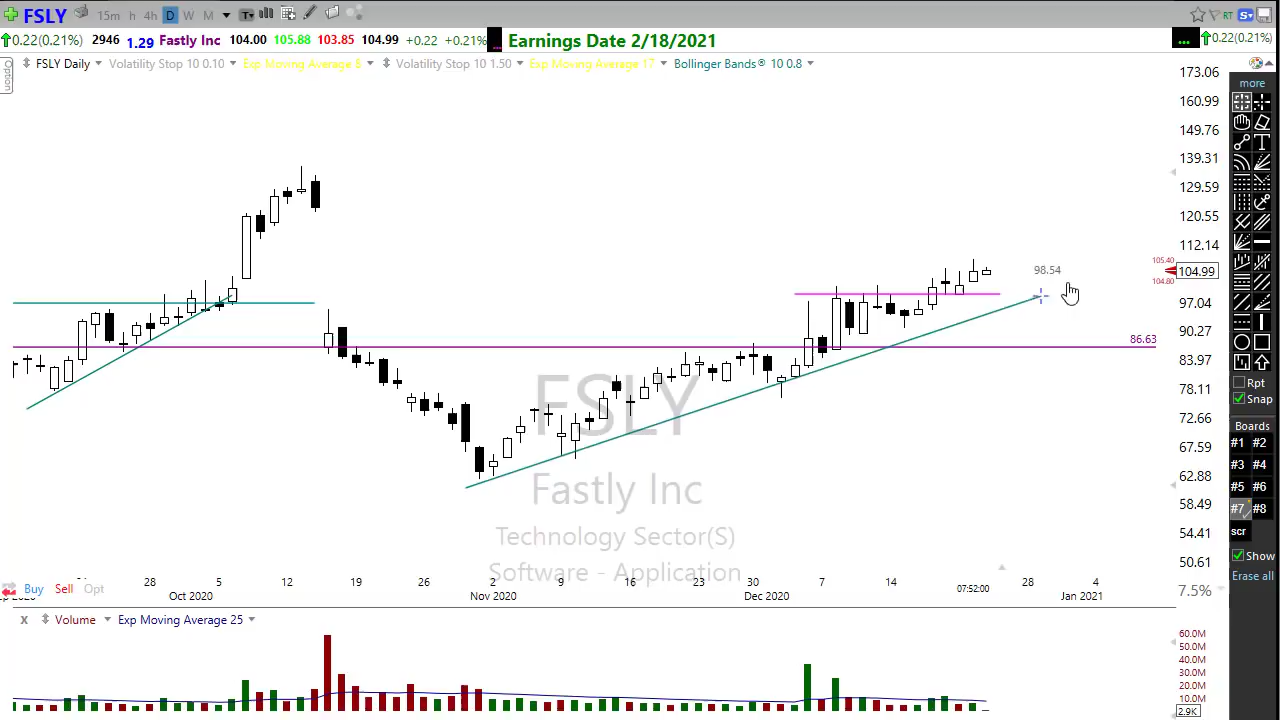 FSLY 15m h 4h D W M T RT S
0.22(0.21%) 2946 1.29 Fastly Inc 104.00 105.88 103.85 104.99 +0.22 +0.21% ... Earnings Date 2/18/2021 ... 0.22(0.21%)
Option
FSLY Daily Volatility Stop 10 0.10 Exp Moving Average 8 Volatility Stop 10 1.50 Exp Moving Average 17 Bollinger Bands® 10 0.8
173.06
more
160.99
149.76
139.31
129.59
120.55
112.14
105.40
98.54
104.99
104.80
97.04
90.27
86.63
83.97
78.11
72.66
67.59
62.88
58.49
54.41
50.61
7.5%
FSLY
Fastly Inc
Technology Sector(S)
Software - Application
Rpt
Snap
Boards
#1 #2
#3 #4
#5 #6
#7 #8
scr
Show
Erase all
28 5 12 19 26 2 9 16 23 30 7 14 28 4
Buy Sell Opt
07:52:00
Oct 2020 Nov 2020 Dec 2020 Jan 2021
x Volume Exp Moving Average 25
60.0M
50.0M
40.0M
30.0M
20.0M
10.0M
2.9K